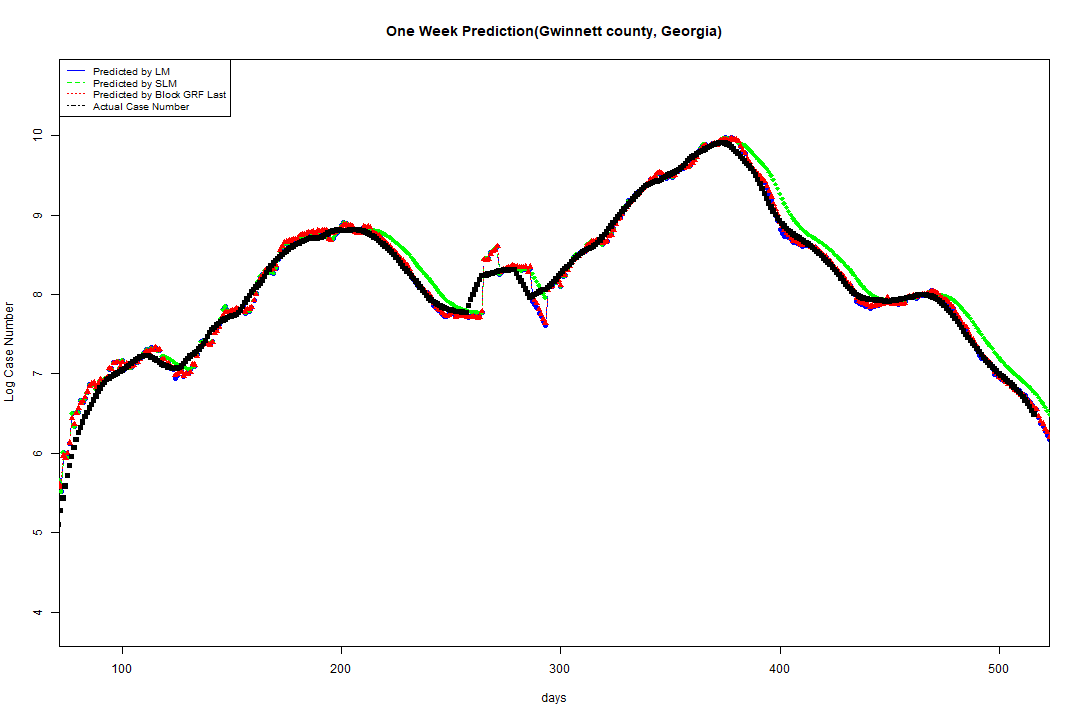 One Week Prediction(Gwinnett county, Georgia)
Predicted by LM
Predicted by SLM
Predicted by Block GRF Last
Actual Case Number
Log Case Number
10
9
8
7
6
5
4
100 200 300 400 500
days